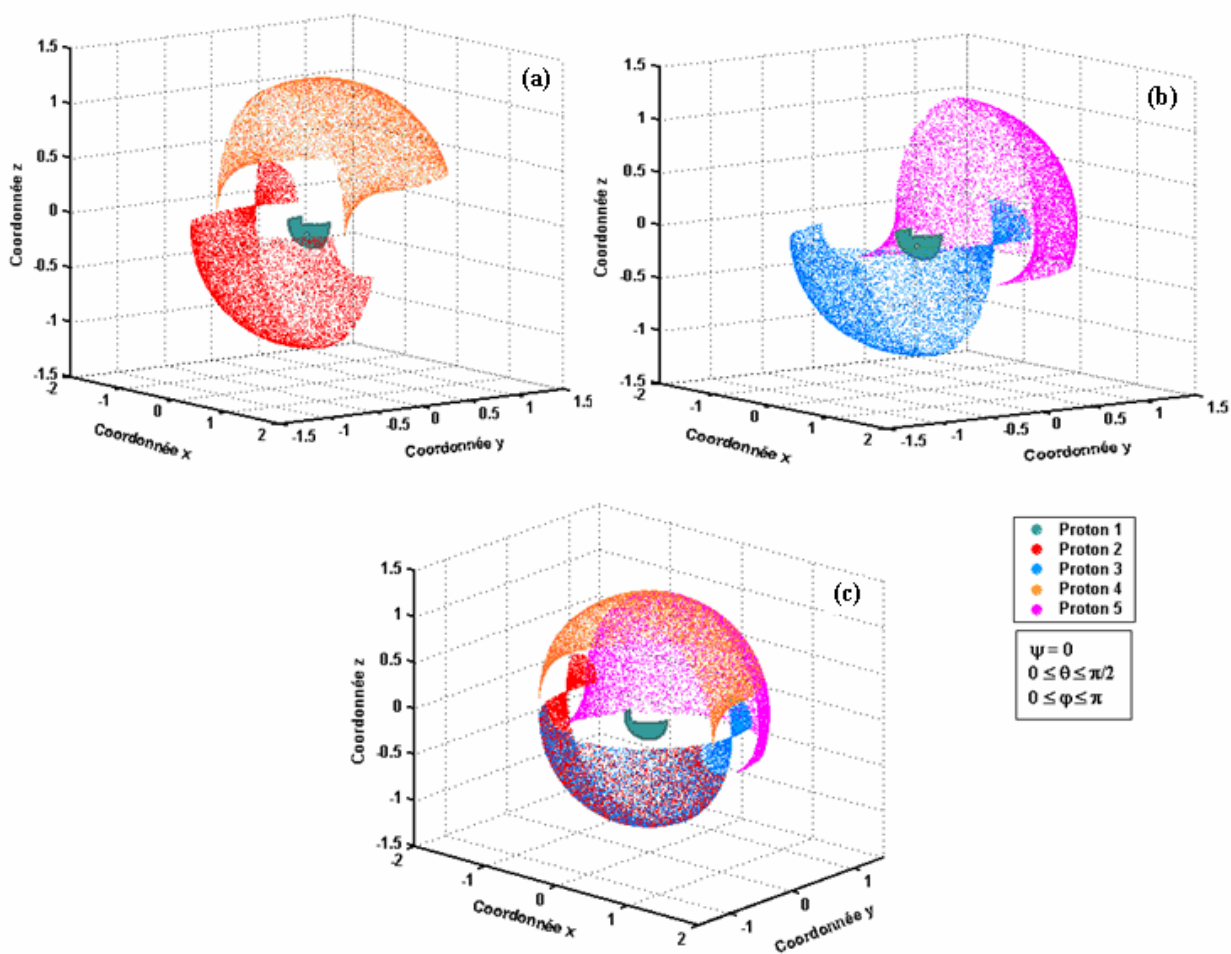 (a)
1.5
1
0.5
0
-0.5
-1
-1.5
Coordonnée z
-2
-1
0
1
2
Coordonnée x
-1.5
-1
-0.5
0
0.5
1
1.5
Coordonnée y
(b)
1.5
1
0.5
0
-0.5
-1
-1.5
Coordonnée z
-2
-1
0
1
2
Coordonnée x
-1.5
-1
-0.5
0
0.5
1
1.5
Coordonnée y
(c)
1.5
1
0.5
0
-0.5
-1
-1.5
Coordonnée z
-2
-1
0
1
2
Coordonnée x
-1
0
1
Coordonnée y
Proton 1
Proton 2
Proton 3
Proton 4
Proton 5
ψ = 0
0 ≤ θ ≤ π/2
0 ≤ φ ≤ π